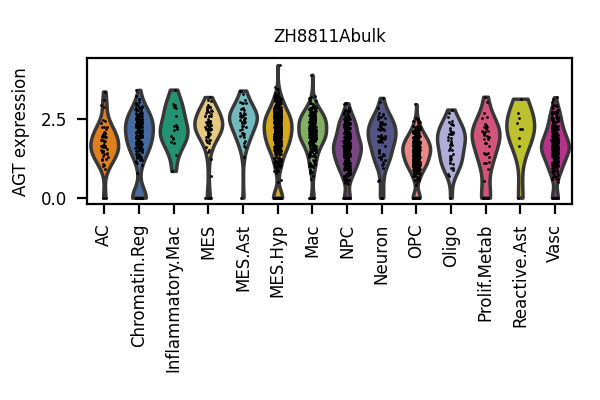 ZH8811Abulk
AGT expression
2.5
0.0
AC
Chromatin.Reg
Inflammatory.Mac
MES
MES.Ast
MES.Hyp
Mac
NPC
Neuron
OPC
Oligo
Prolif.Metab
Reactive.Ast
Vasc